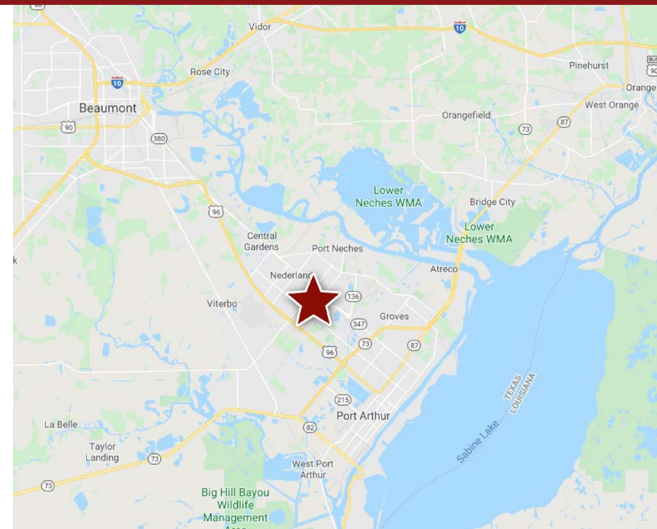 90
Vidor
10
Pinehurst
Rose City
90
10
Orange
Beaumont
West Orange
Orangefield
87
90
73
380
Lower
Neches WMA
Bridge City
96
Lower
Neches WMA
Central
Gardens
Port Neches
Atreco
Nederland
136
Viterbo
Groves
347
73
87
96
TEXAS
LOUISIANA
215
Port Arthur
La Belle
82
Sabine Lake
Taylor
Landing
73
West Port
Arthur
73
Big Hill Bayou
Wildlife
Management
Area